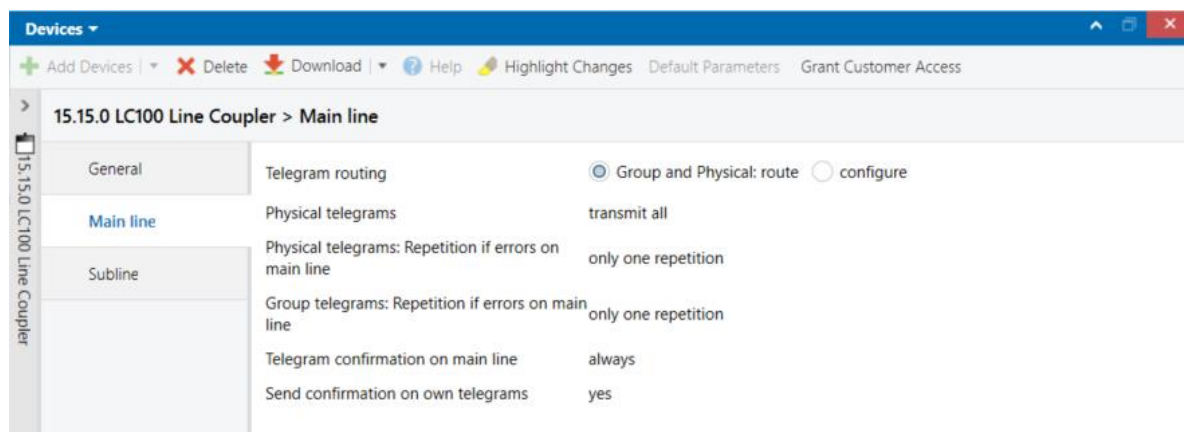 Devices
Add Devices Delete Download Help Highlight Changes Default Parameters Grant Customer Access
15.15.0 LC100 Line Coupler > Main line
15.15.0 LC100 Line Coupler
General
Main line
Subline
Telegram routing Group and Physical: route configure
Physical telegrams transmit all
Physical telegrams: Repetition if errors on
main line only one repetition
Group telegrams: Repetition if errors on main
line only one repetition
Telegram confirmation on main line always
Send confirmation on own telegrams yes